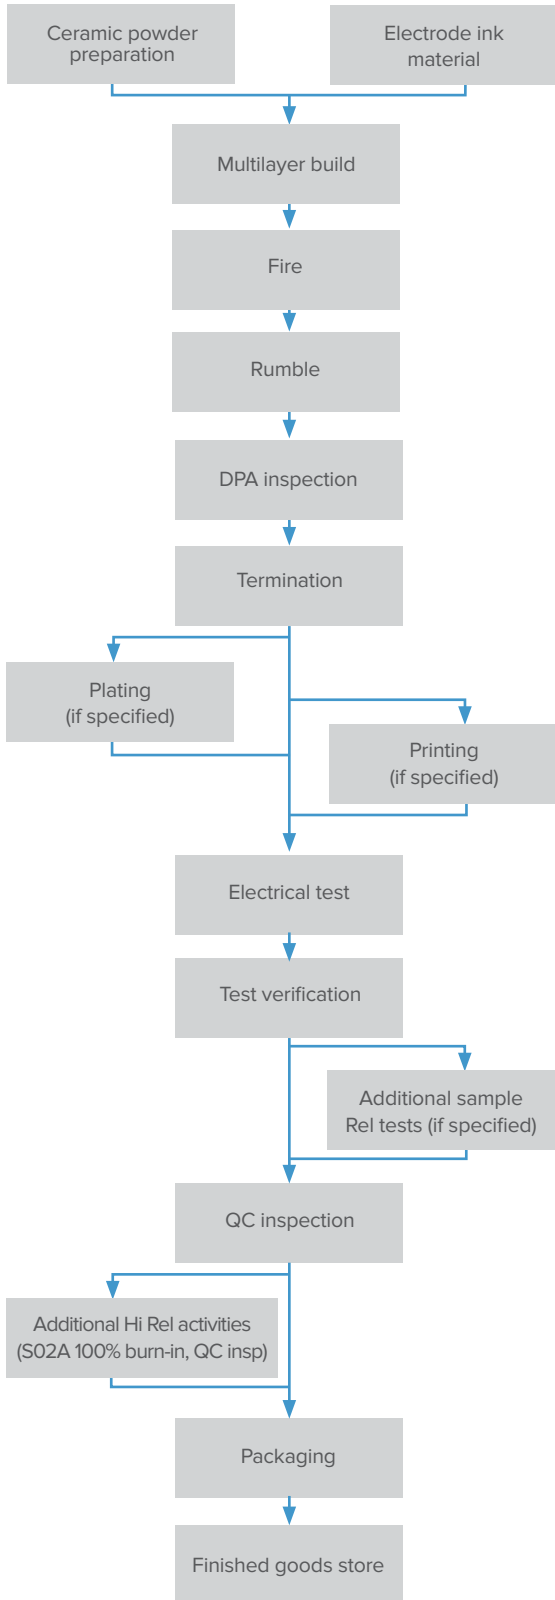 Ceramic powder
preparation
Electrode ink
material
Multilayer build
Fire
Rumble
DPA inspection
Termination
Plating
(if specified)
Printing
(if specified)
Electrical test
Test verification
Additional sample
Rel tests (if specified)
QC inspection
Additional Hi Rel activities
(S02A 100% burn-in, QC insp)
Packaging
Finished goods store